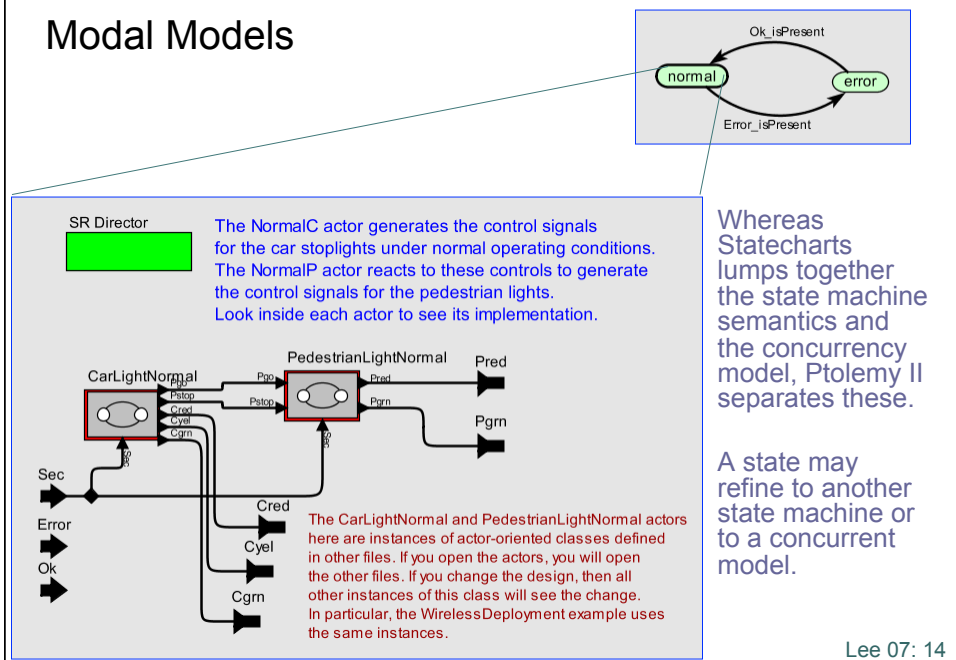 Modal Models
Ok_isPresent
normal
error
Error_isPresent
SR Director
The NormalC actor generates the control signals
for the car stoplights under normal operating conditions.
The NormalP actor reacts to these controls to generate
the control signals for the pedestrian lights.
Look inside each actor to see its implementation.
CarLightNormal
Pgo
Pstop
Cred
Cyel
Cgrn
Sec
PedestrianLightNormal
Pgo
Pstop
Pred
Pgrn
Sec
Pred
Pgrn
Sec
Error
Ok
Cred
Cyel
Cgrn
The CarLightNormal and PedestrianLightNormal actors
here are instances of actor-oriented classes defined
in other files. If you open the actors, you will open
the other files. If you change the design, then all
other instances of this class will see the change.
In particular, the WirelessDeployment example uses
the same instances.
Whereas
Statecharts
lumps together
the state machine
semantics and
the concurrency
model, Ptolemy II
separates these.
A state may
refine to another
state machine or
to a concurrent
model.
Lee 07: 14